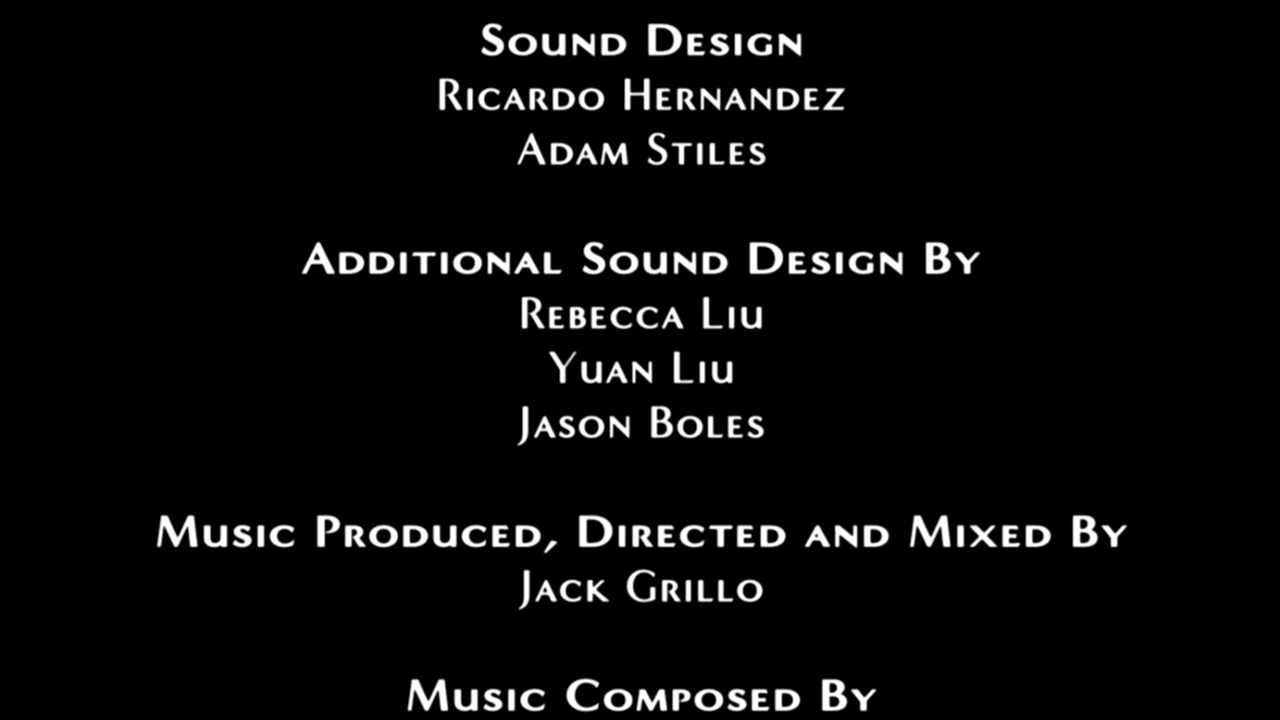 Sound Design
Ricardo Hernandez
Adam Stiles
Additional Sound Design By
Rebecca Liu
Yuan Liu
Jason Boles
Music Produced, Directed and Mixed By
Jack Grillo
Music Composed By